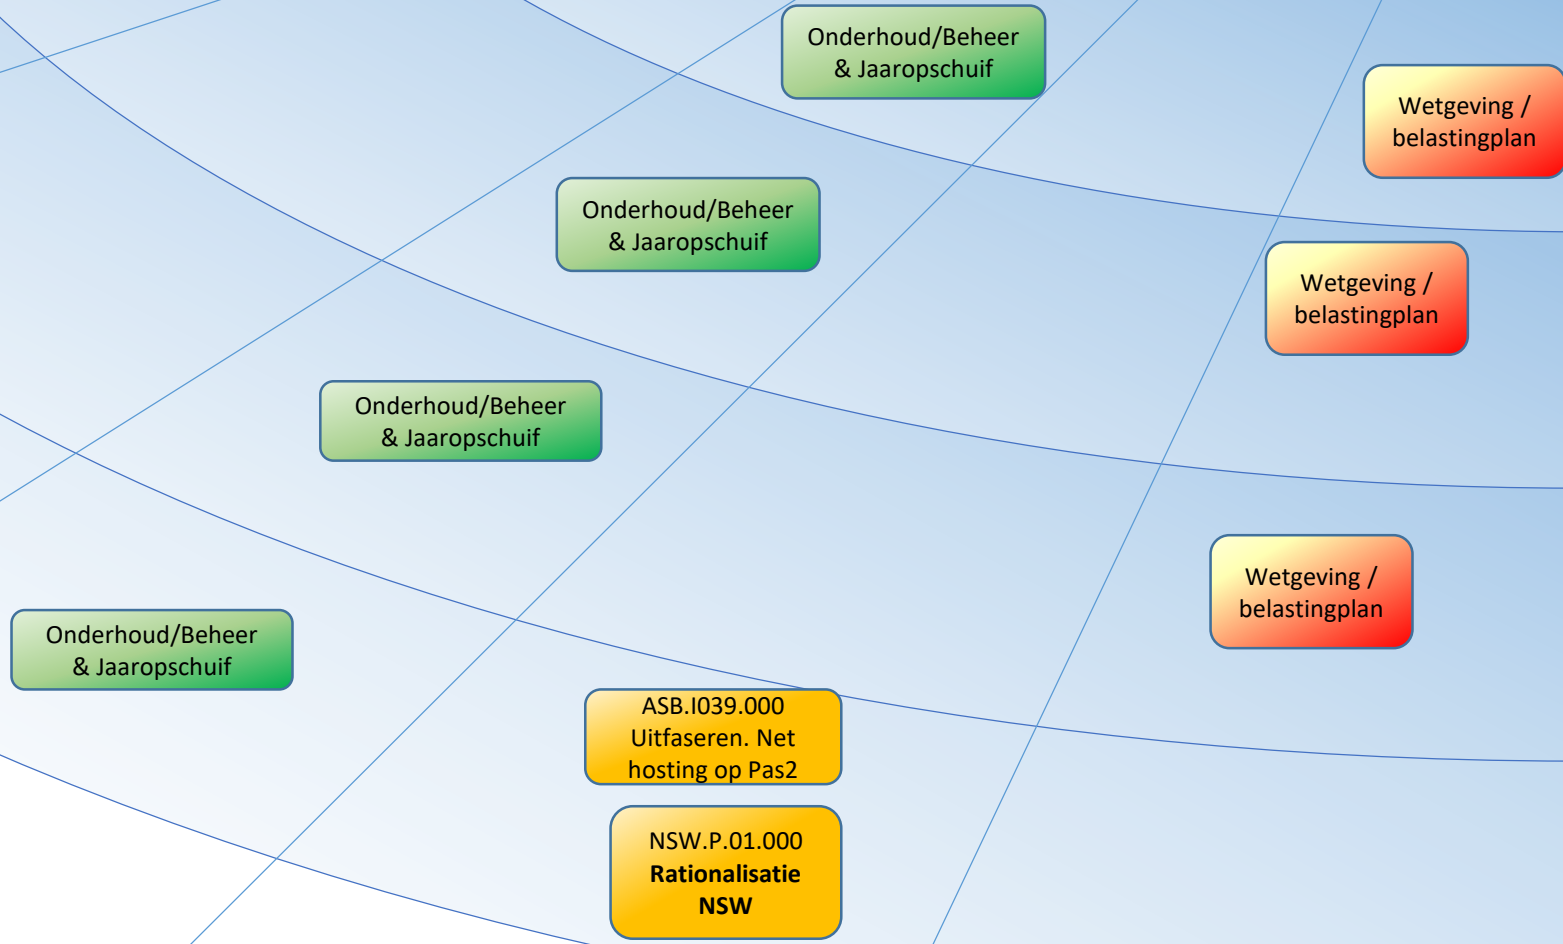 Onderhoud/Beheer
& Jaaropschuif
Wetgeving /
belastingplan
Onderhoud/Beheer
& Jaaropschuif
Wetgeving /
belastingplan
Onderhoud/Beheer
& Jaaropschuif
Wetgeving /
belastingplan
Onderhoud/Beheer
& Jaaropschuif
ASB.I039.000
Uitfaseren. Net
hosting op Pas2
NSW.P.01.000
Rationalisatie
NSW